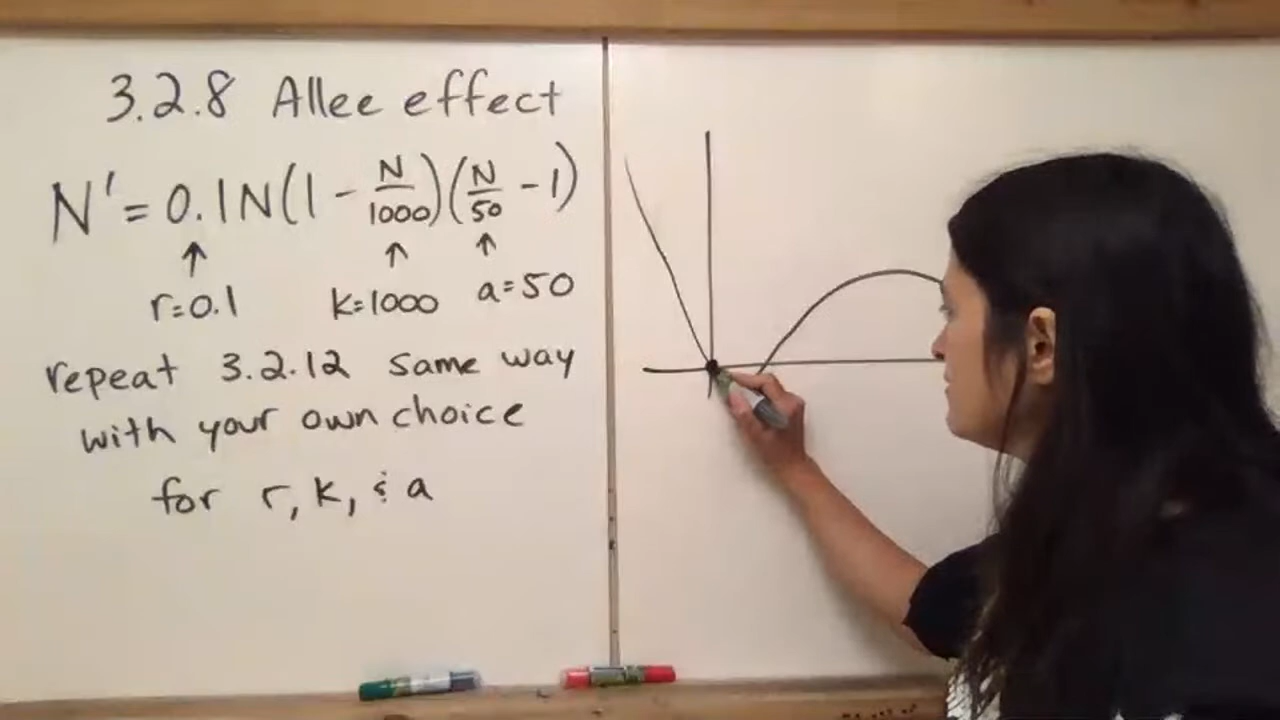 3.2.8 Allee effect
N' = 0.1N(1 - N/1000)(N/50 - 1)
↑ ↑ ↑
r=0.1 k=1000 a=50
repeat 3.2.12 same way
with your own choice
for r, k, & a